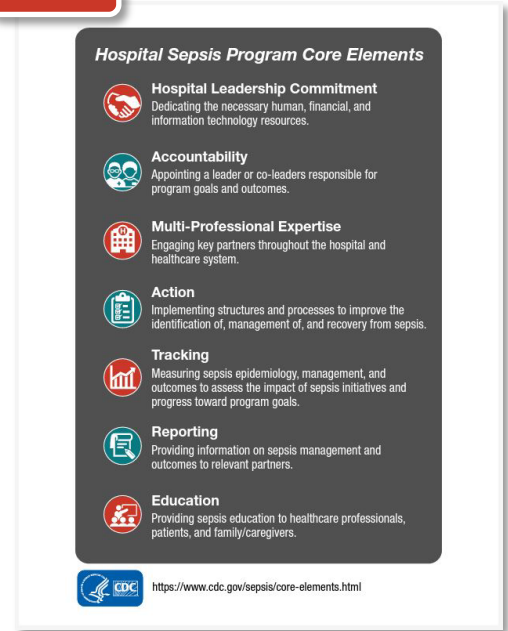 Hospital Sepsis Program Core Elements
Hospital Leadership Commitment
Dedicating the necessary human, financial, and
information technology resources.
Accountability
Appointing a leader or co-leaders responsible for
program goals and outcomes.
Multi-Professional Expertise
Engaging key partners throughout the hospital and
healthcare system.
Action
Implementing structures and processes to improve the
identification of, management of, and recovery from sepsis.
Tracking
Measuring sepsis epidemiology, management, and
outcomes to assess the impact of sepsis initiatives and
progress toward program goals.
Reporting
Providing information on sepsis management and
outcomes to relevant partners.
Education
Providing sepsis education to healthcare professionals,
patients, and family/caregivers.
CDC
https://www.cdc.gov/sepsis/core-elements.html